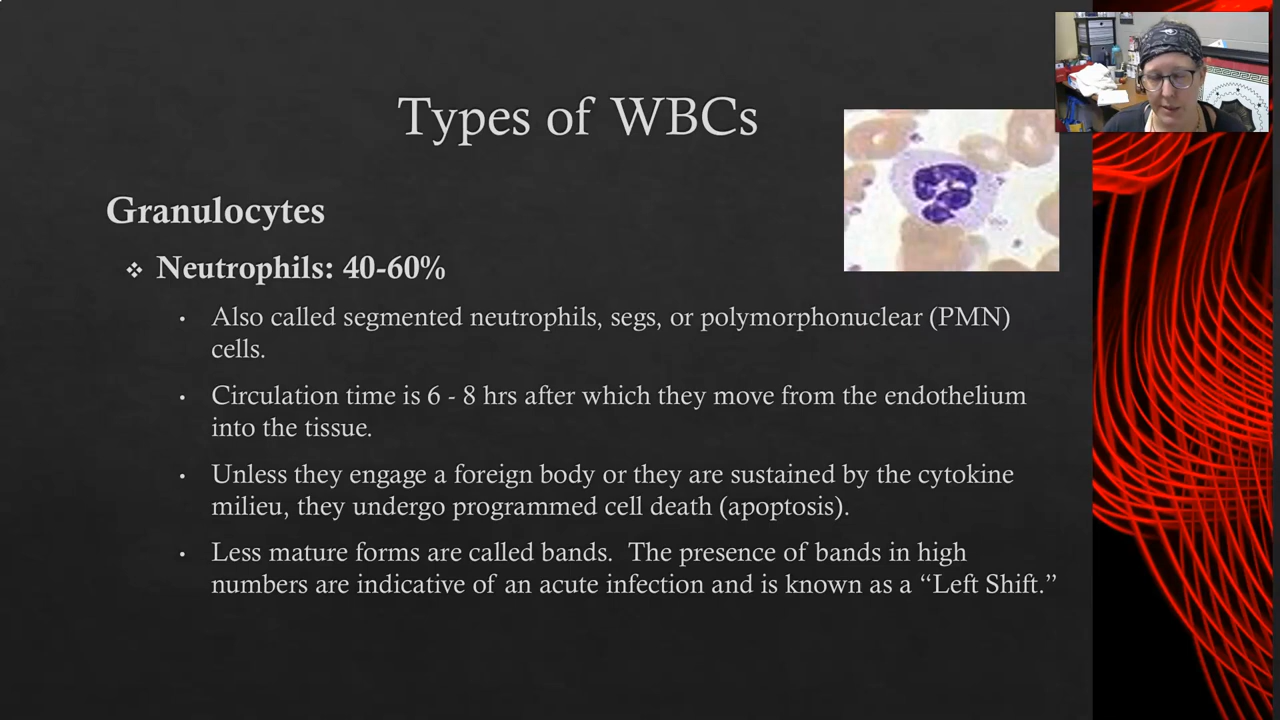 Types of WBCs
Granulocytes
❖ Neutrophils: 40-60%
• Also called segmented neutrophils, segs, or polymorphonuclear (PMN)
cells.
• Circulation time is 6 - 8 hrs after which they move from the endothelium
into the tissue.
• Unless they engage a foreign body or they are sustained by the cytokine
milieu, they undergo programmed cell death (apoptosis).
• Less mature forms are called bands.  The presence of bands in high
numbers are indicative of an acute infection and is known as a “Left Shift.”